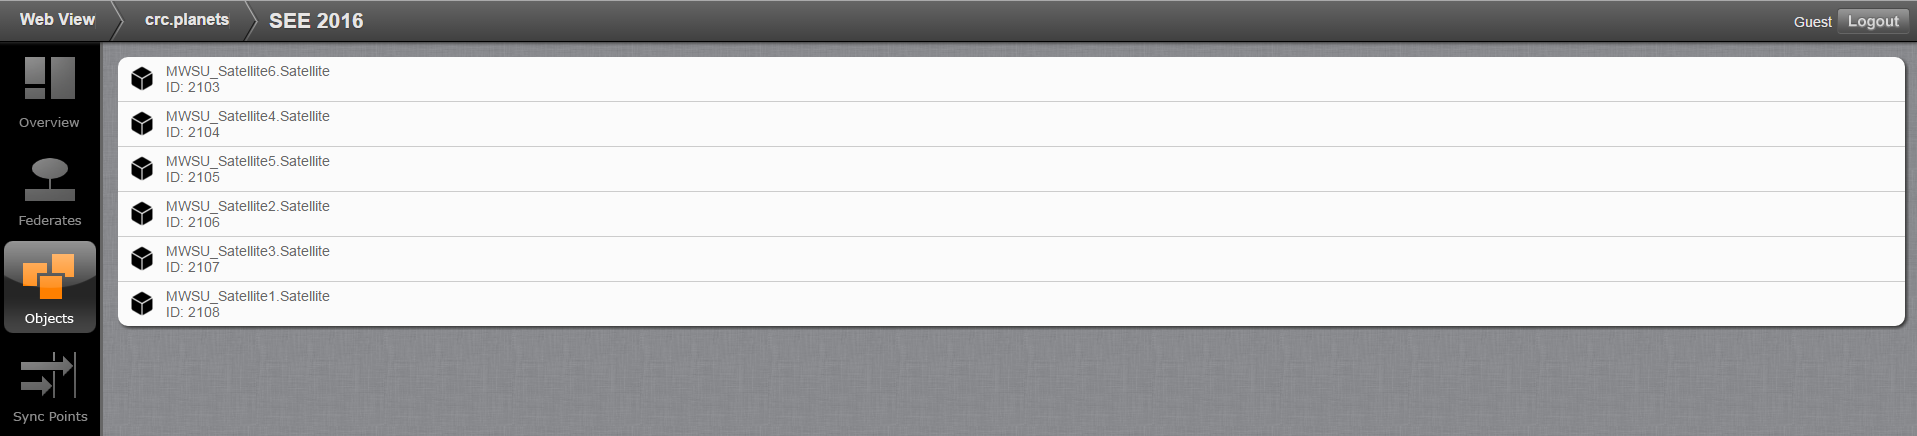 Web View
crc.planets
SEE 2016
Guest
Logout
Overview
Federates
Objects
Sync Points
MWSU_Satellite6.Satellite
ID: 2103
MWSU_Satellite4.Satellite
ID: 2104
MWSU_Satellite5.Satellite
ID: 2105
MWSU_Satellite2.Satellite
ID: 2106
MWSU_Satellite3.Satellite
ID: 2107
MWSU_Satellite1.Satellite
ID: 2108